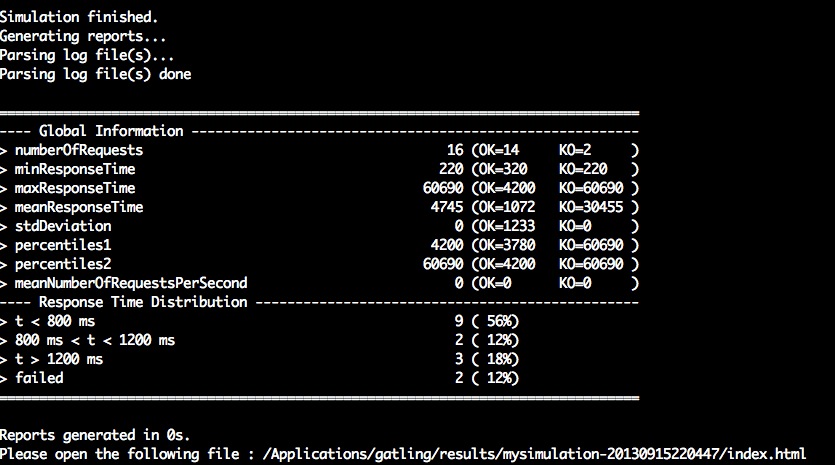 Simulation finished.
Generating reports...
Parsing log file(s)...
Parsing log file(s) done
================================================================================
---- Global Information --------------------------------------------------------
> numberOfRequests                                      16 (OK=14     KO=2     )
> minResponseTime                                      220 (OK=320    KO=220   )
> maxResponseTime                                    60690 (OK=4200   KO=60690 )
> meanResponseTime                                    4745 (OK=1072   KO=30455 )
> stdDeviation                                           0 (OK=1233   KO=0     )
> percentiles1                                        4200 (OK=3780   KO=60690 )
> percentiles2                                       60690 (OK=4200   KO=60690 )
> meanNumberOfRequestsPerSecond                          0 (OK=0      KO=0     )
---- Response Time Distribution ------------------------------------------------
> t < 800 ms                                             9 ( 56%)
> 800 ms < t < 1200 ms                                   2 ( 12%)
> t > 1200 ms                                            3 ( 18%)
> failed                                                 2 ( 12%)
================================================================================
Reports generated in 0s.
Please open the following file : /Applications/gatling/results/mysimulation-20130915220447/index.html